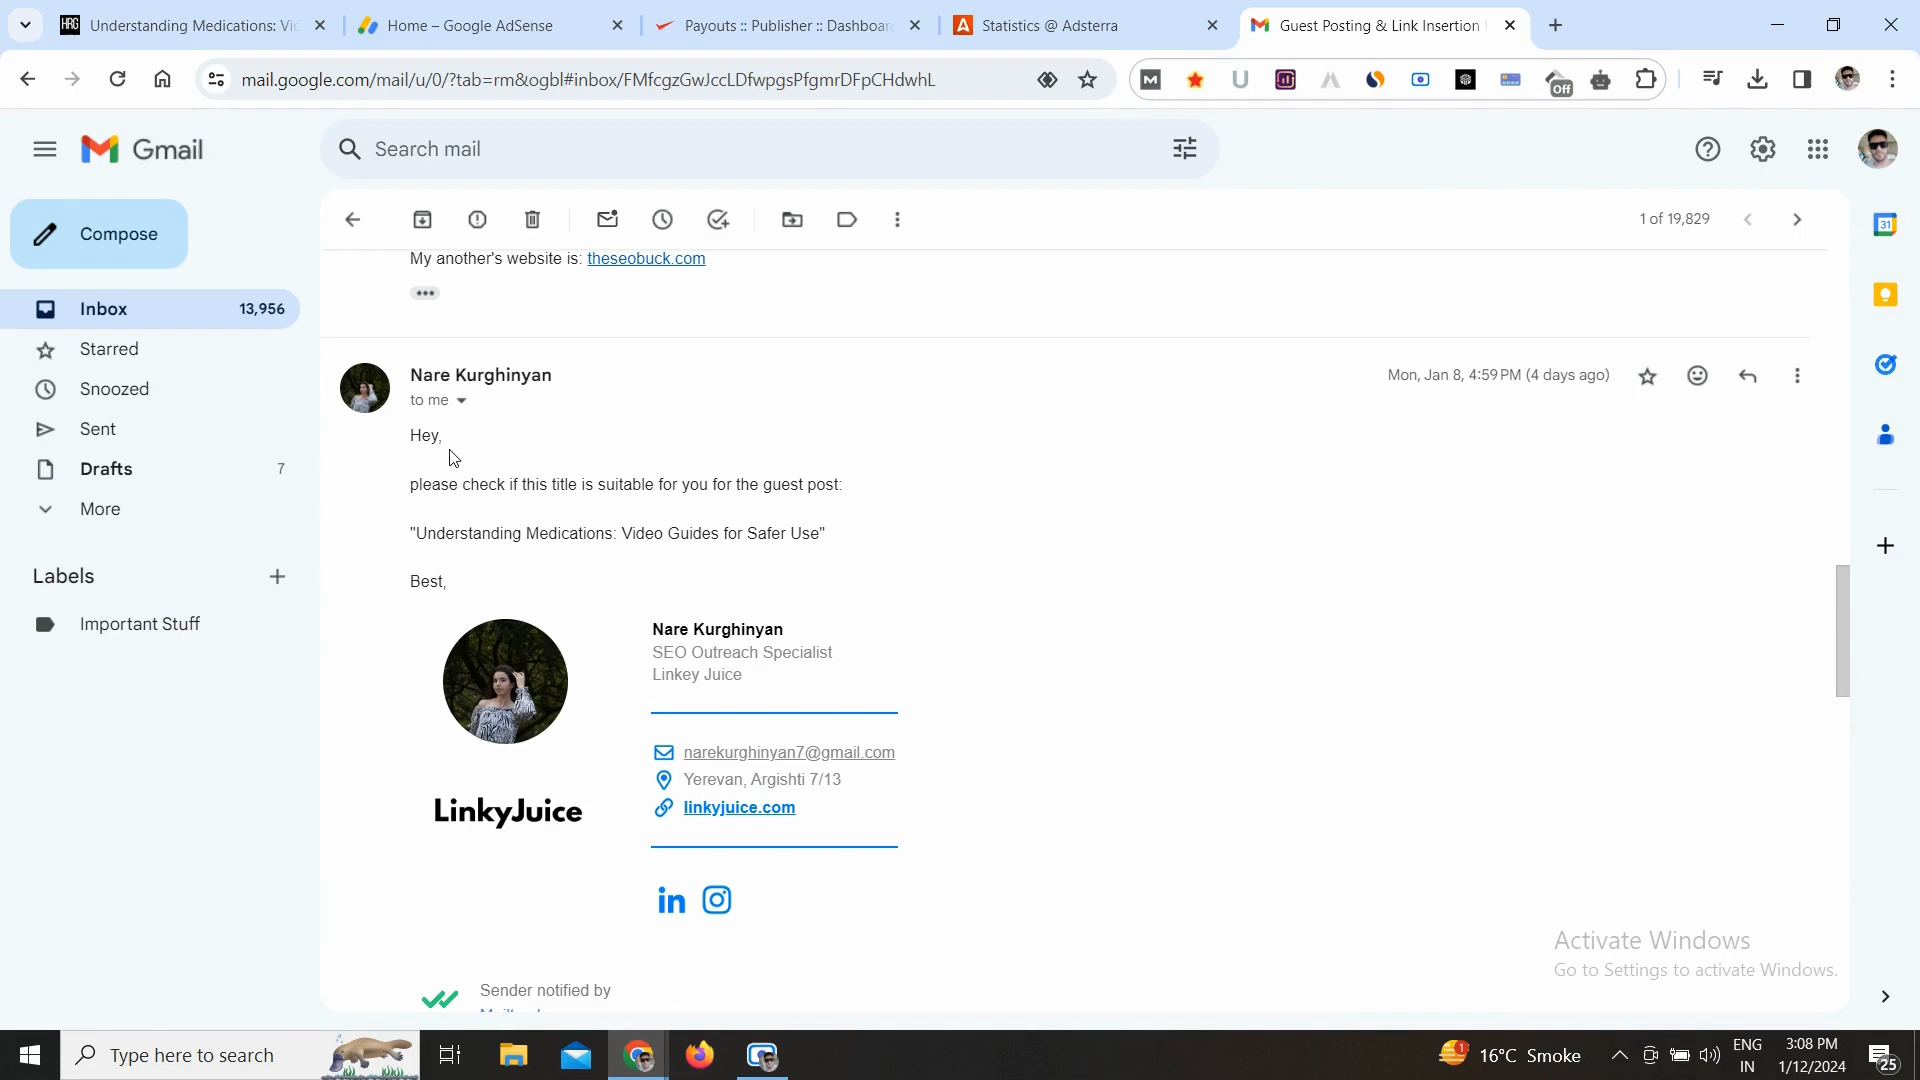 Understanding Medications: Vi
Home – Google AdSense
Payouts :: Publisher :: Dashboar
Statistics @ Adsterra
Guest Posting & Link Insertion
mail.google.com/mail/u/0/?tab=rm&ogbl#inbox/FMfcgzGwJccLDfwpgsPfgmrDFpCHdwhL
Off
Gmail
Search mail
Compose
1 of 19,829
Inbox 13,956
Starred
Snoozed
Sent
Drafts 7
More
Labels
Important Stuff
My another's website is: theseobuck.com
Nare Kurghinyan
Mon, Jan 8, 4:59 PM (4 days ago)
to me
Hey,
please check if this title is suitable for you for the guest post:
"Understanding Medications: Video Guides for Safer Use"
Best,
Nare Kurghinyan
SEO Outreach Specialist
Linkey Juice
narekurghinyan7@gmail.com
Yerevan, Argishti 7/13
linkyjuice.com
LinkyJuice
in
Sender notified by
31
Activate Windows
Go to Settings to activate Windows.
Type here to search
1
16°C Smoke
ENG
IN
3:08 PM
1/12/2024
25